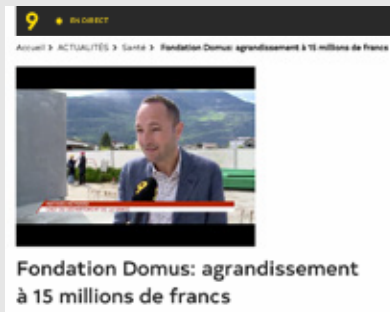 9 EN DIRECT
Accueil > ACTUALITÉS > Santé > Fondation Domus: agrandissement à 15 millions de francs
9
Fondation Domus: agrandissement
à 15 millions de francs